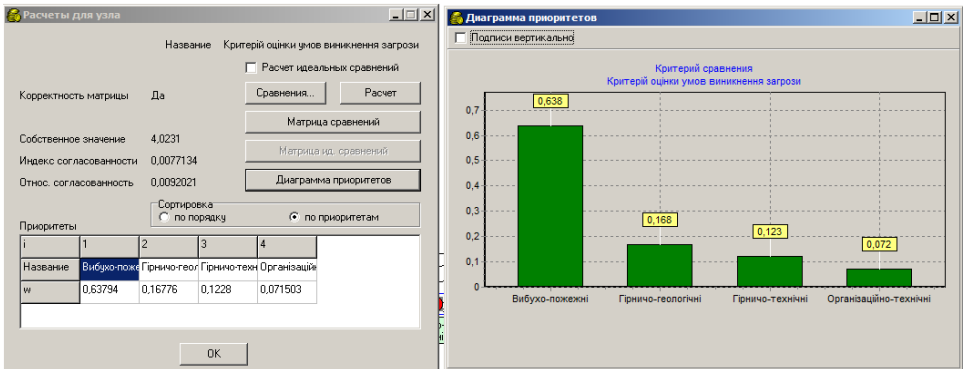 Расчеты для узла
Название Критерій оцінки умов виникнення загрози
Расчет идеальных сравнений
Корректность матрицы Да
Сравнения... Расчет
Матрица сравнений
Собственное значение 4,0231
Матрица ид. сравнений
Индекс согласованности 0,0077134
Относ. согласованность 0,0092021
Диаграмма приоритетов
Сортировка
по порядку по приоритетам
Приоритеты
i 1 2 3 4
Название Вибухо-поже Гірничо-геол Гірничо-техн Організацій
w 0,63794 0,16776 0,1228 0,071503
OK
Диаграмма приоритетов
Подписи вертикально
Критерий сравнения
Критерій оцінки умов виникнення загрози
0,638
0,7
0,6
0,5
0,4
0,3
0,168
0,123
0,2
0,072
0,1
0
Вибухо-пожежні Гірничо-геологічні Гірничо-технічні Організаційно-технічні